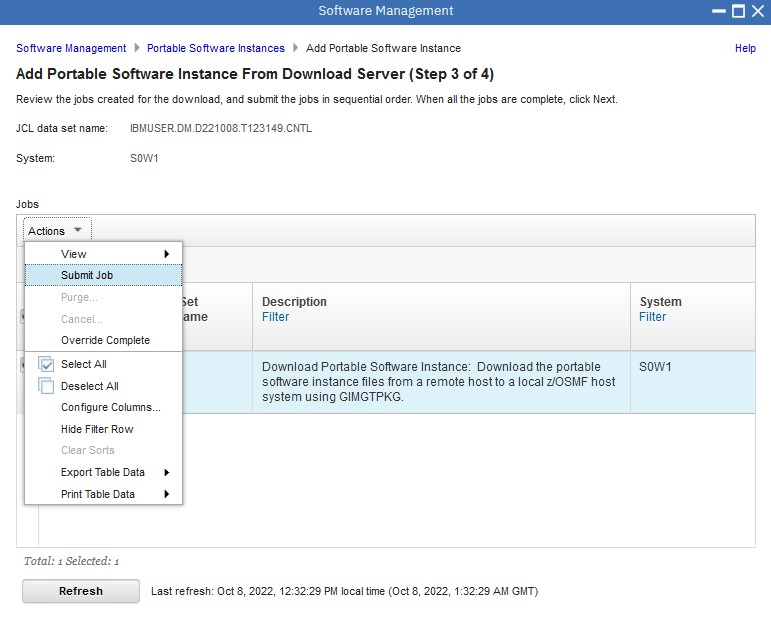 Software Management
Software Management Portable Software Instances Add Portable Software Instance Help
Add Portable Software Instance From Download Server (Step 3 of 4)
Review the jobs created for the download, and submit the jobs in sequential order. When all the jobs are complete, click Next.
JCL data set name: IBMUSER.DM.D221008.T123149.CNTL
System: S0W1
Jobs
Actions
View
Submit Job
Purge...
Cancel...
Override Complete
Select All
Deselect All
Configure Columns...
Hide Filter Row
Clear Sorts
Export Table Data
Print Table Data
Set
ame
Description
Filter
System
Filter
Download Portable Software Instance: Download the portable
software instance files from a remote host to a local z/OSMF host
system using GIMGTPKG.
S0W1
Total: 1 Selected: 1
Refresh Last refresh: Oct 8, 2022, 12:32:29 PM local time (Oct 8, 2022, 1:32:29 AM GMT)